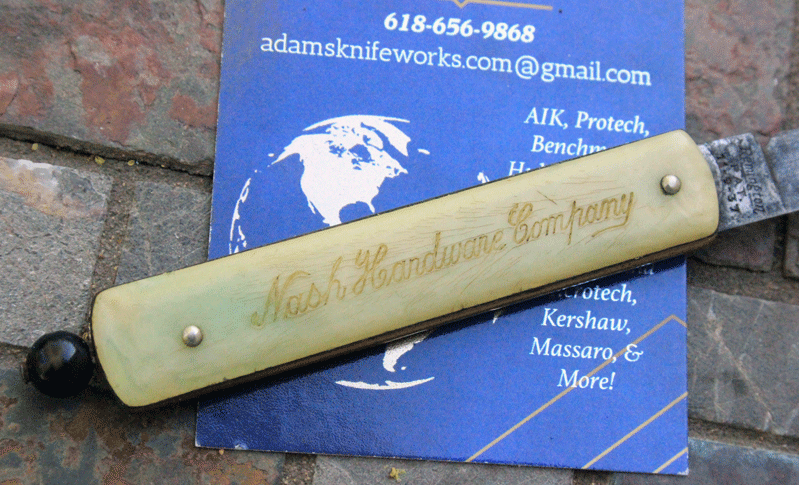 618-656-9868
adamsknifeworks.com@gmail.com
AIK, Protech,
Nash Hardware Company
Kershaw,
Massaro, &
More!